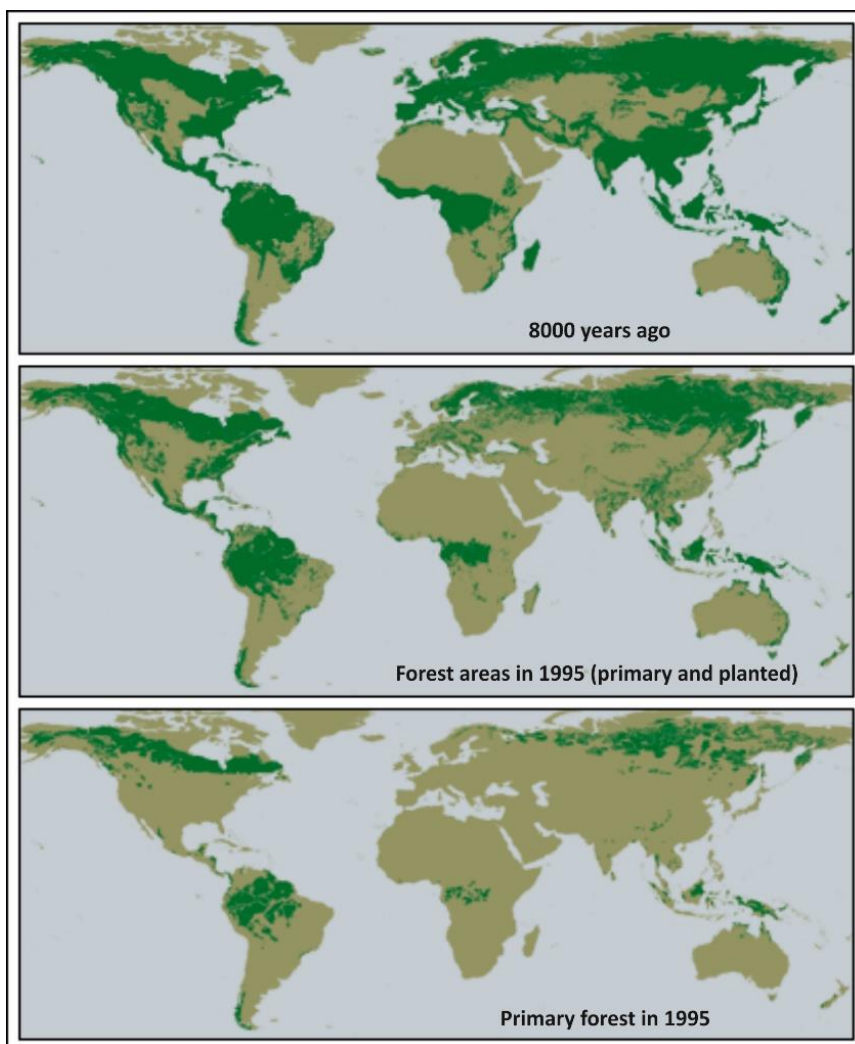 8000 years ago
Forest areas in 1995 (primary and planted)
Primary forest in 1995